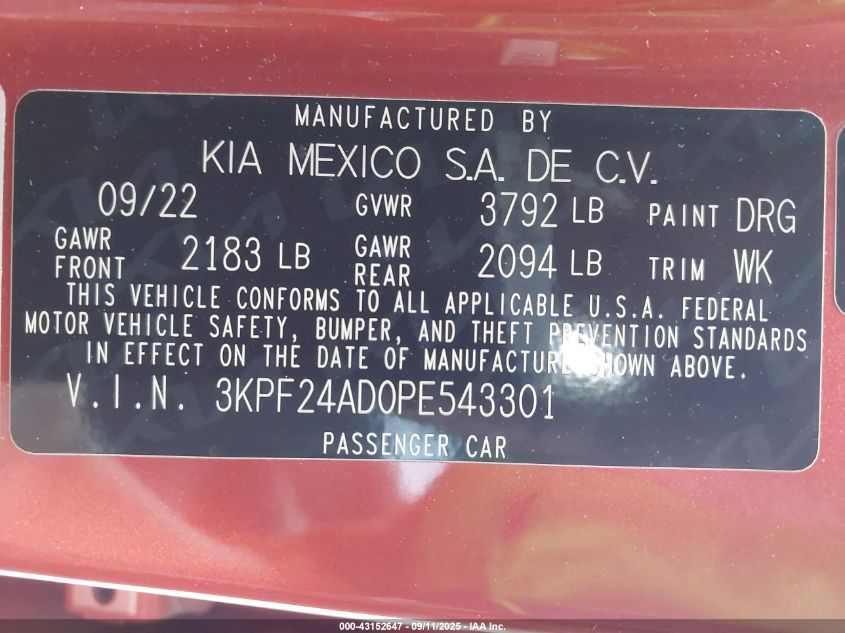 MANUFACTURED BY
KIA MEXICO S.A. DE C.V.
09/22 GVWR 3792 LB PAINT DRG
GAWR FRONT 2183 LB GAWR REAR 2094 LB TRIM WK
THIS VEHICLE CONFORMS TO ALL APPLICABLE U.S.A. FEDERAL
MOTOR VEHICLE SAFETY, BUMPER, AND THEFT PREVENTION STANDARDS
IN EFFECT ON THE DATE OF MANUFACTURE SHOWN ABOVE.
V.I.N. 3KPF24AD0PE543301
PASSENGER CAR
000-43152647 - 09/11/2025 - IAA Inc.